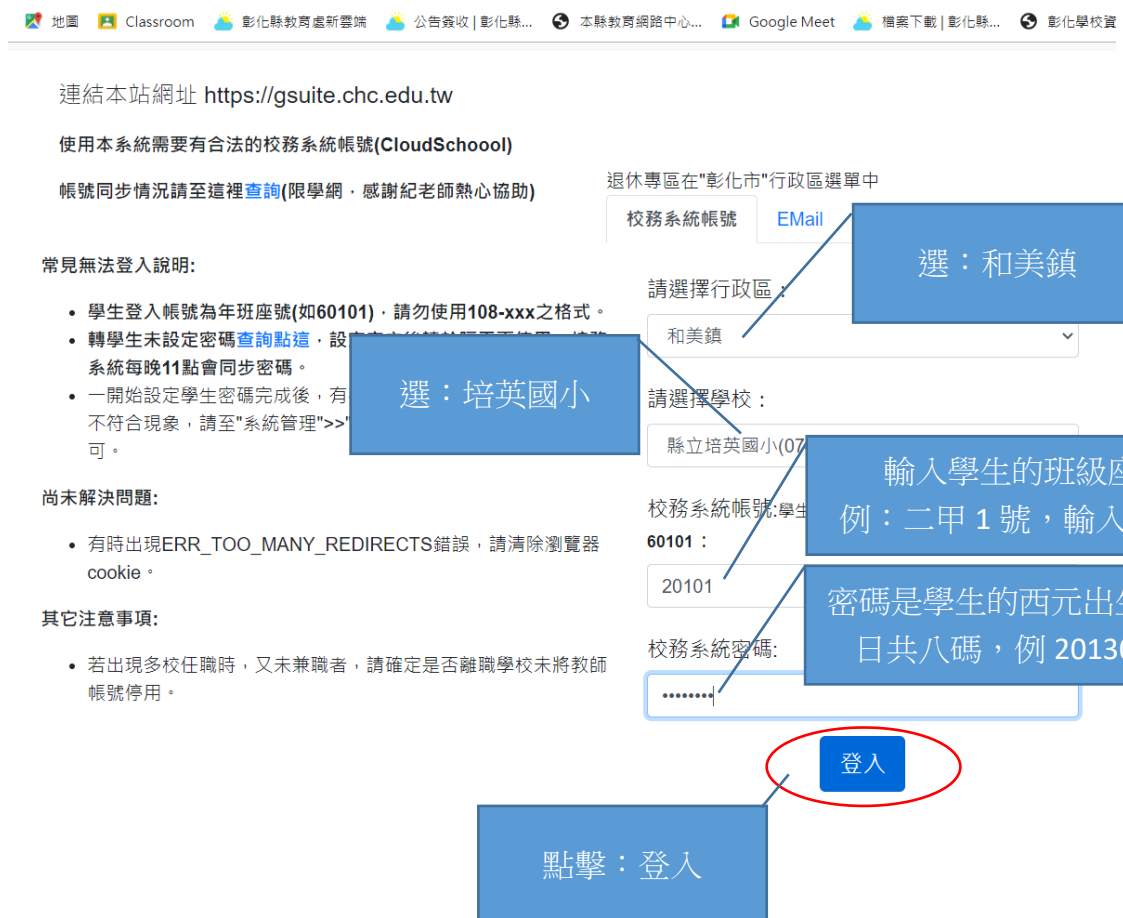 地圖 Classroom 彰化縣教育處新雲端 公告簽收 | 彰化縣... 本縣教育網路中心... Google Meet 檔案下載 | 彰化縣... 彰化學校資
連結本站網址 https://gsuite.chc.edu.tw
使用本系統需要有合法的校務系統帳號(CloudSchoool)
帳號同步情況請至這裡查詢(限學網，感謝紀老師熱心協助)
常見無法登入說明:
• 學生登入帳號為年班座號(如60101)，請勿使用108-xxx之格式。
• 轉學生未設定密碼查詢點這，設
系統每晚11點會同步密碼。
• 一開始設定學生密碼完成後，有
不符合現象，請至"系統管理">>"
可。
尚未解決問題:
• 有時出現ERR_TOO_MANY_REDIRECTS錯誤，請清除瀏覽器
cookie。
其它注意事項:
• 若出現多校任職時，又未兼職者，請確定是否離職學校未將教師
帳號停用。
退休專區在"彰化市"行政區選單中
校務系統帳號 EMail
選：和美鎮
請選擇行政區：
和美鎮
選：培英國小
請選擇學校：
縣立培英國小(07
輸入學生的班級座
例：二甲 1 號，輸入
校務系統帳號:學生
60101：
20101
密碼是學生的西元出生
日共八碼，例 20130
校務系統密碼:
••••••••
登入
點擊：登入